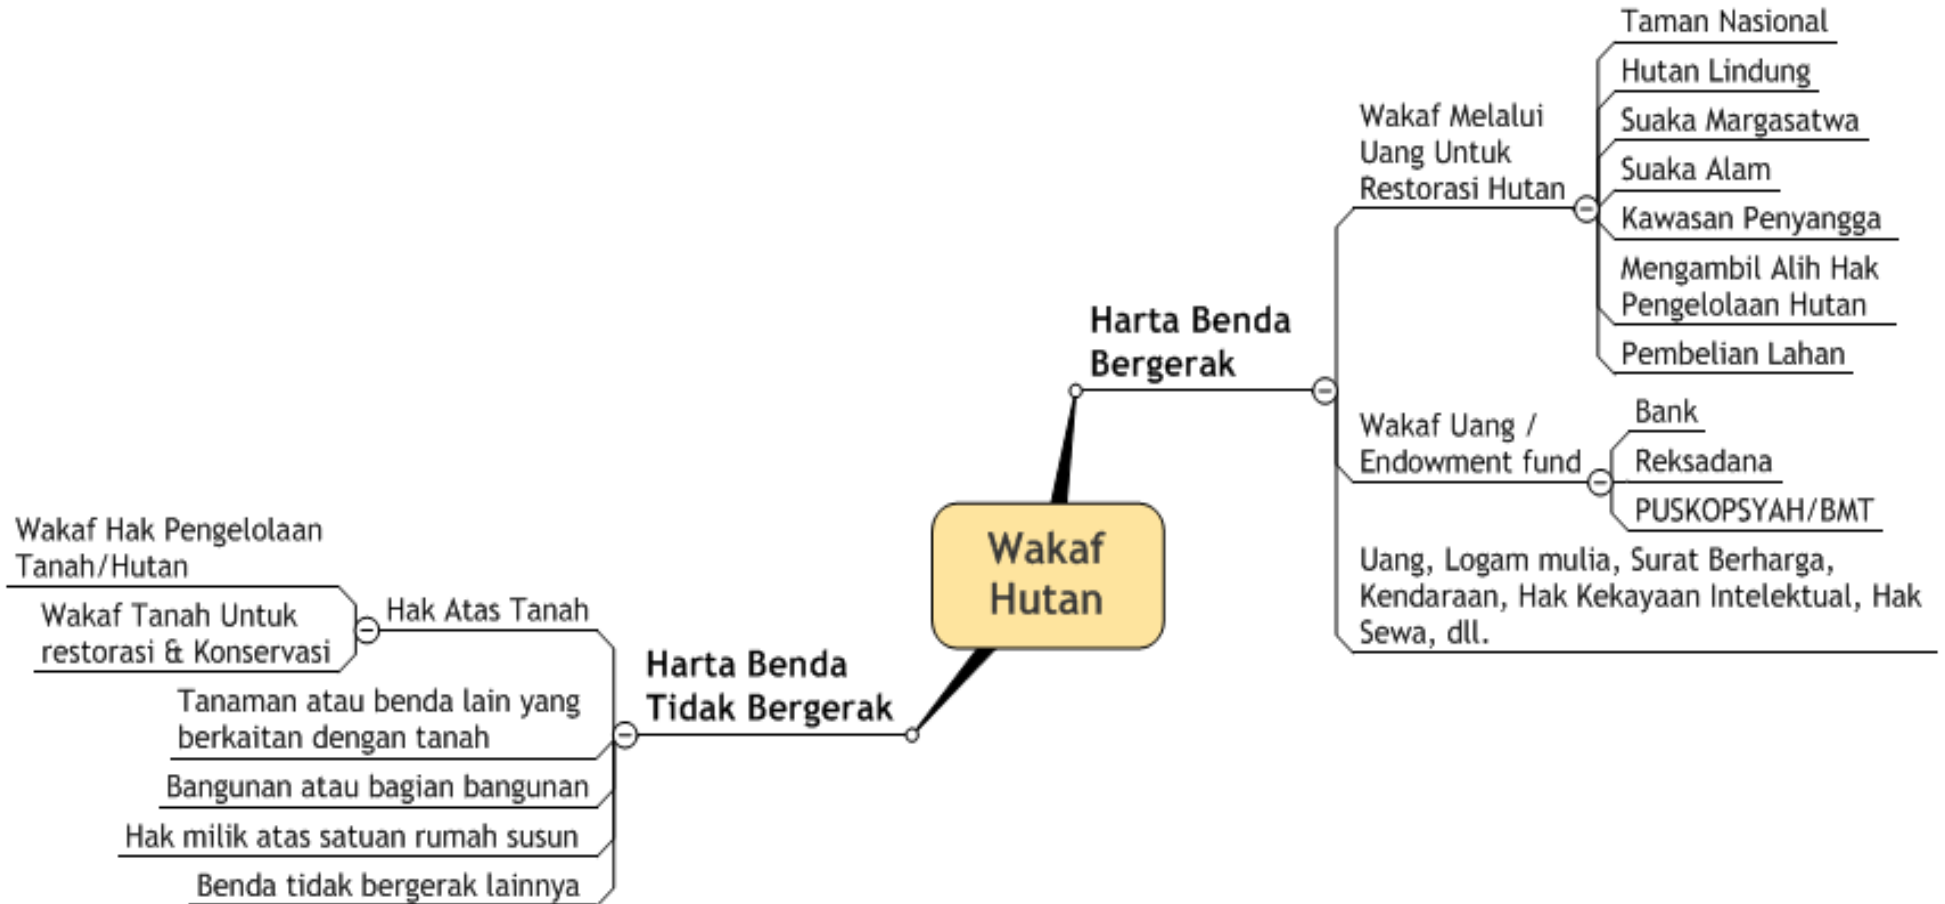 Taman Nasional
Hutan Lindung
Wakaf Melalui
Uang Untuk
Restorasi Hutan
Suaka Margasatwa
Suaka Alam
Kawasan Penyangga
Mengambil Alih Hak
Pengelolaan Hutan
Pembelian Lahan
Harta Benda
Bergerak
Wakaf Uang /
Endowment fund
Bank
Reksadana
PUSKOPSYAH/BMT
Uang, Logam mulia, Surat Berharga,
Kendaraan, Hak Kekayaan Intelektual, Hak
Sewa, dll.
Wakaf
Hutan
Harta Benda
Tidak Bergerak
Hak Atas Tanah
Wakaf Hak Pengelolaan
Tanah/Hutan
Wakaf Tanah Untuk
restorasi & Konservasi
Tanaman atau benda lain yang
berkaitan dengan tanah
Bangunan atau bagian bangunan
Hak milik atas satuan rumah susun
Benda tidak bergerak lainnya